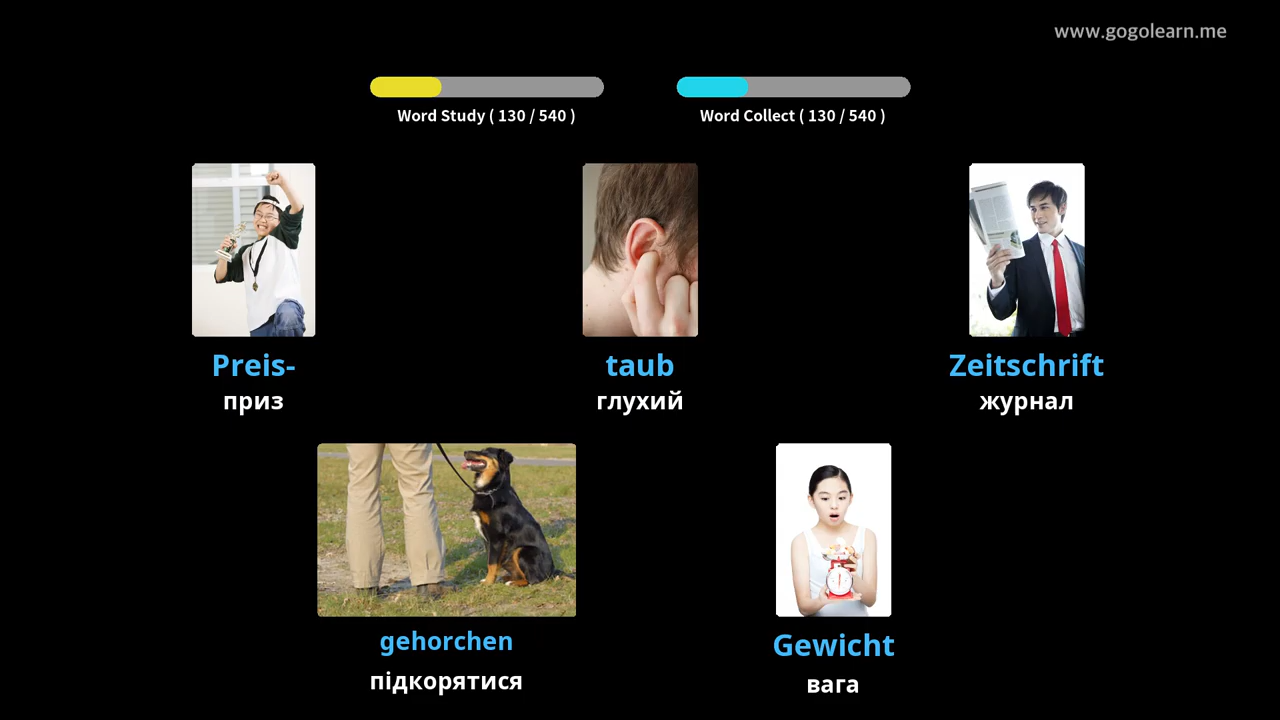 www.gogolearn.me
Word Study ( 130 / 540 )
Word Collect ( 130 / 540 )
Preis-
приз
taub
глухий
Zeitschrift
журнал
gehorchen
підкорятися
Gewicht
вага